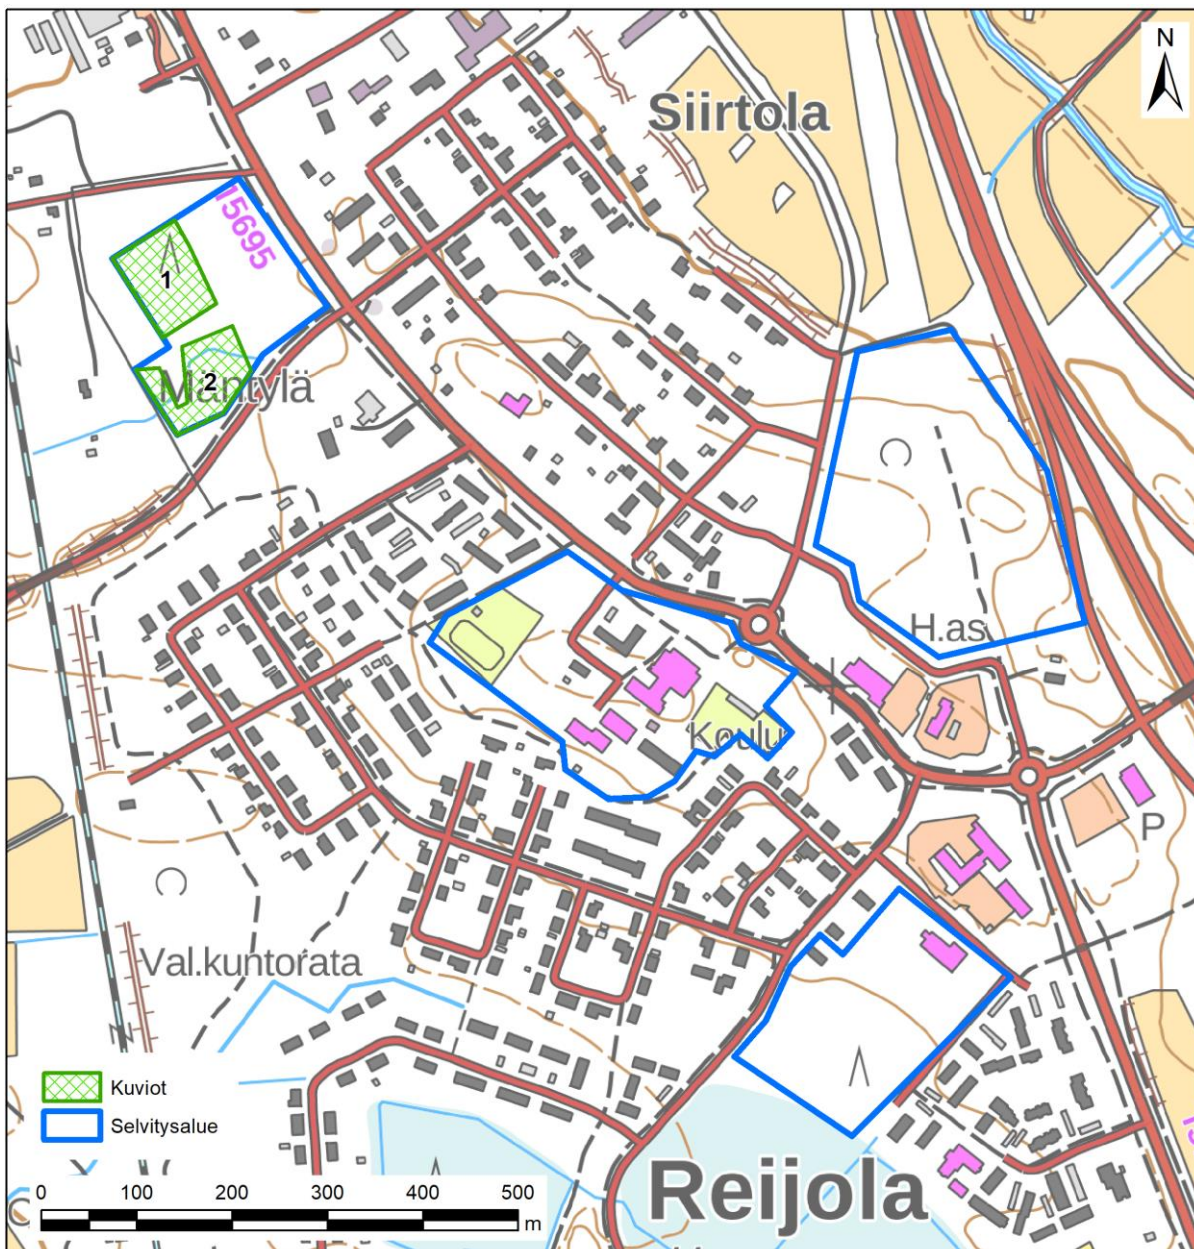 N
Siirtola
15695
1
2
Mäntylä
H.as
Koulu
P
Val.kuntorata
Kuviot
Selvitysalue
0 100 200 300 400 500
m
Reijola